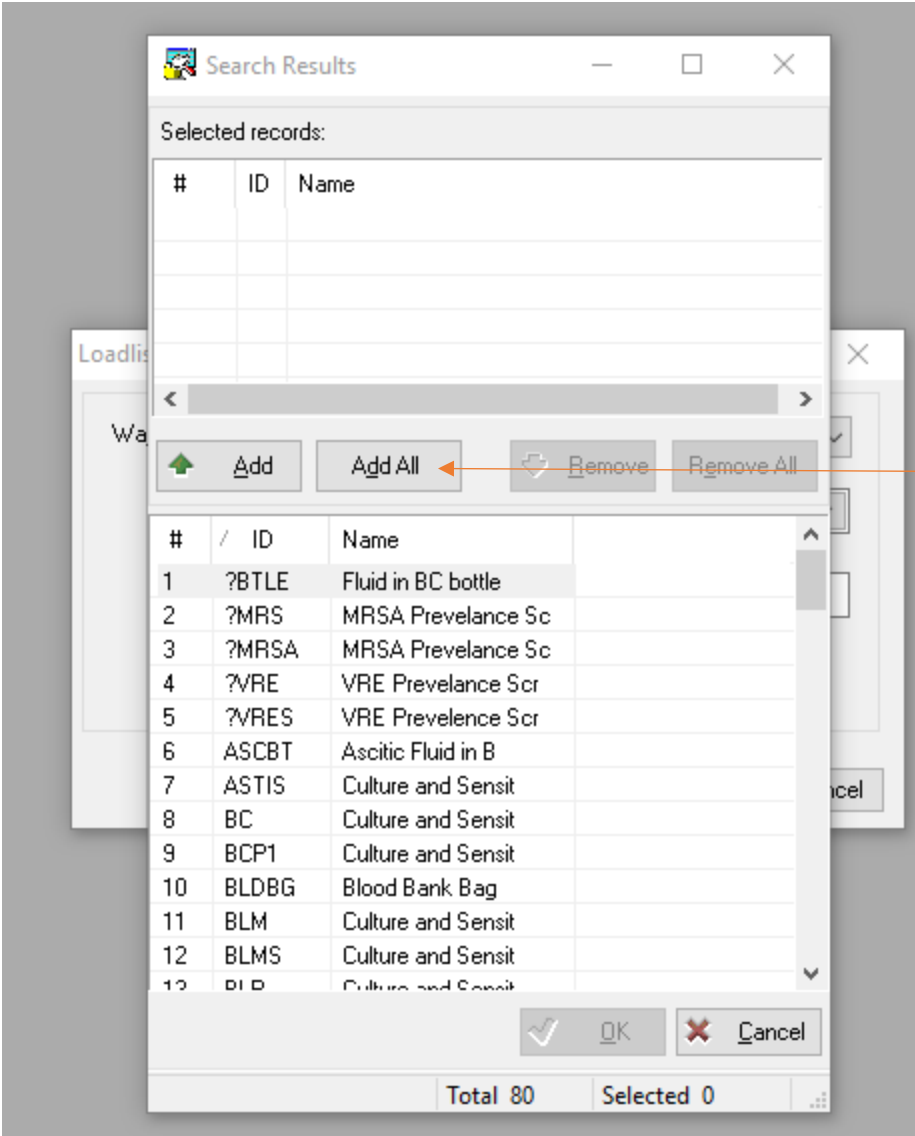 Search Results
Selected records:
# ID Name
Loadlis
Wa
Add Add All Remove Remove All
# / ID Name
1 ?BTLE Fluid in BC bottle
2 ?MRS MRSA Prevelance Sc
3 ?MRSA MRSA Prevelance Sc
4 ?VRE VRE Prevelance Scr
5 ?VRES VRE Prevelence Scr
6 ASCBT Ascitic Fluid in B
7 ASTIS Culture and Sensit
8 BC Culture and Sensit
9 BCP1 Culture and Sensit
10 BLDBG Blood Bank Bag
11 BLM Culture and Sensit
12 BLMS Culture and Sensit
ncel
OK Cancel
Total 80 Selected 0